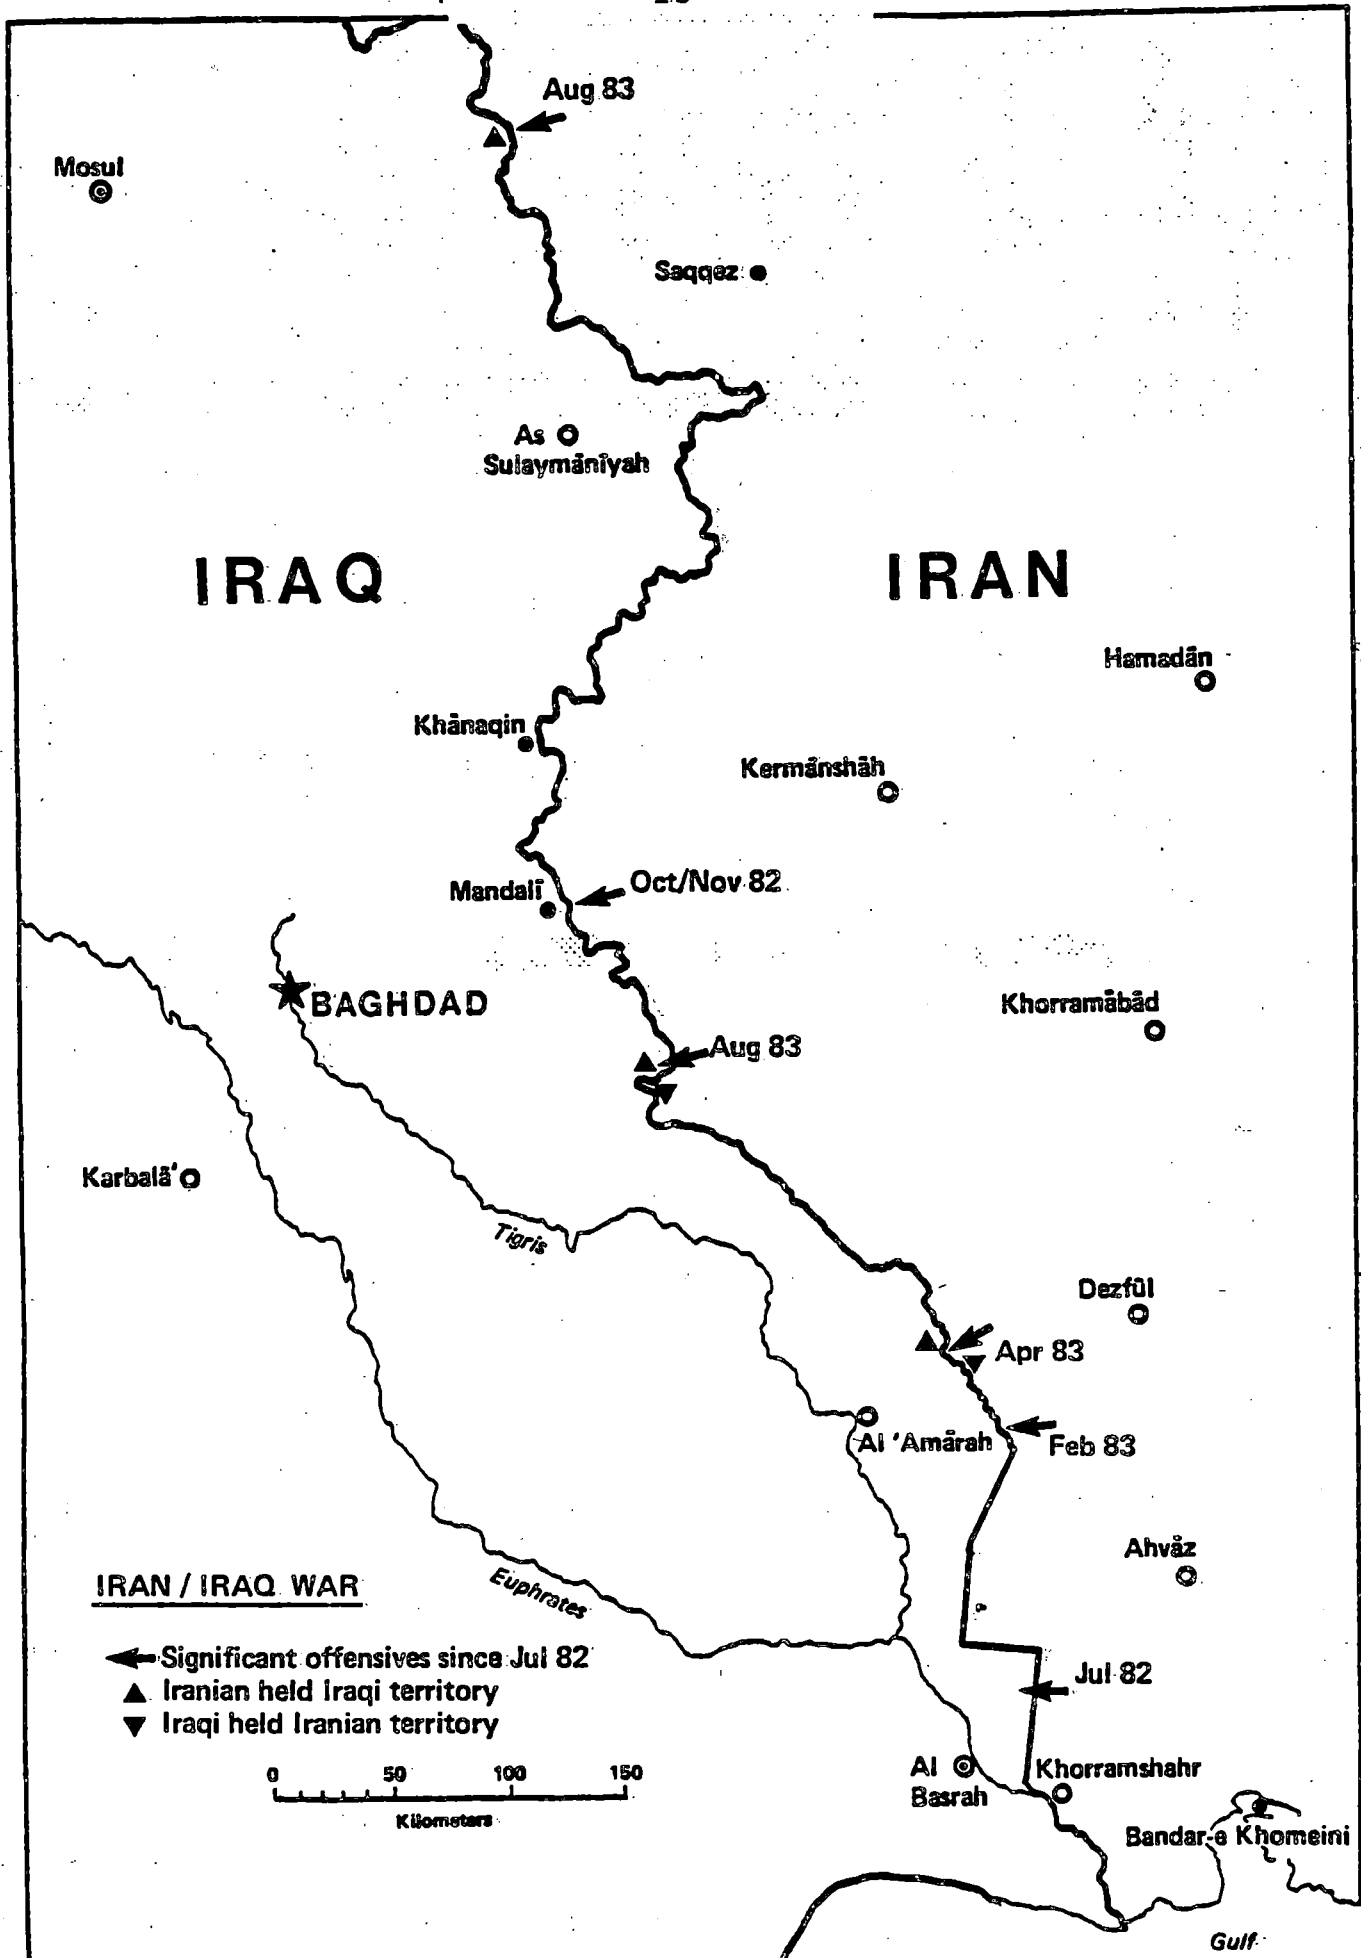 Aug 83
Mosul
Saqqez
As
Sulaymānīyah
IRAQ
IRAN
Hamadān
Khānaqin
Kermānshāh
Mandalī
Oct/Nov 82
BAGHDAD
Khorramābād
Aug 83
Karbalā'
Tigris
Dezfūl
Apr 83
Al 'Amārah
Feb 83
Ahvāz
IRAN / IRAQ WAR
Euphrates
Significant offensives since Jul 82
Iranian held Iraqi territory
Iraqi held Iranian territory
Jul 82
0 50 100 150
Kilometers
Al
Basrah
Khorramshahr
Bandar-e Khomeini
Gulf